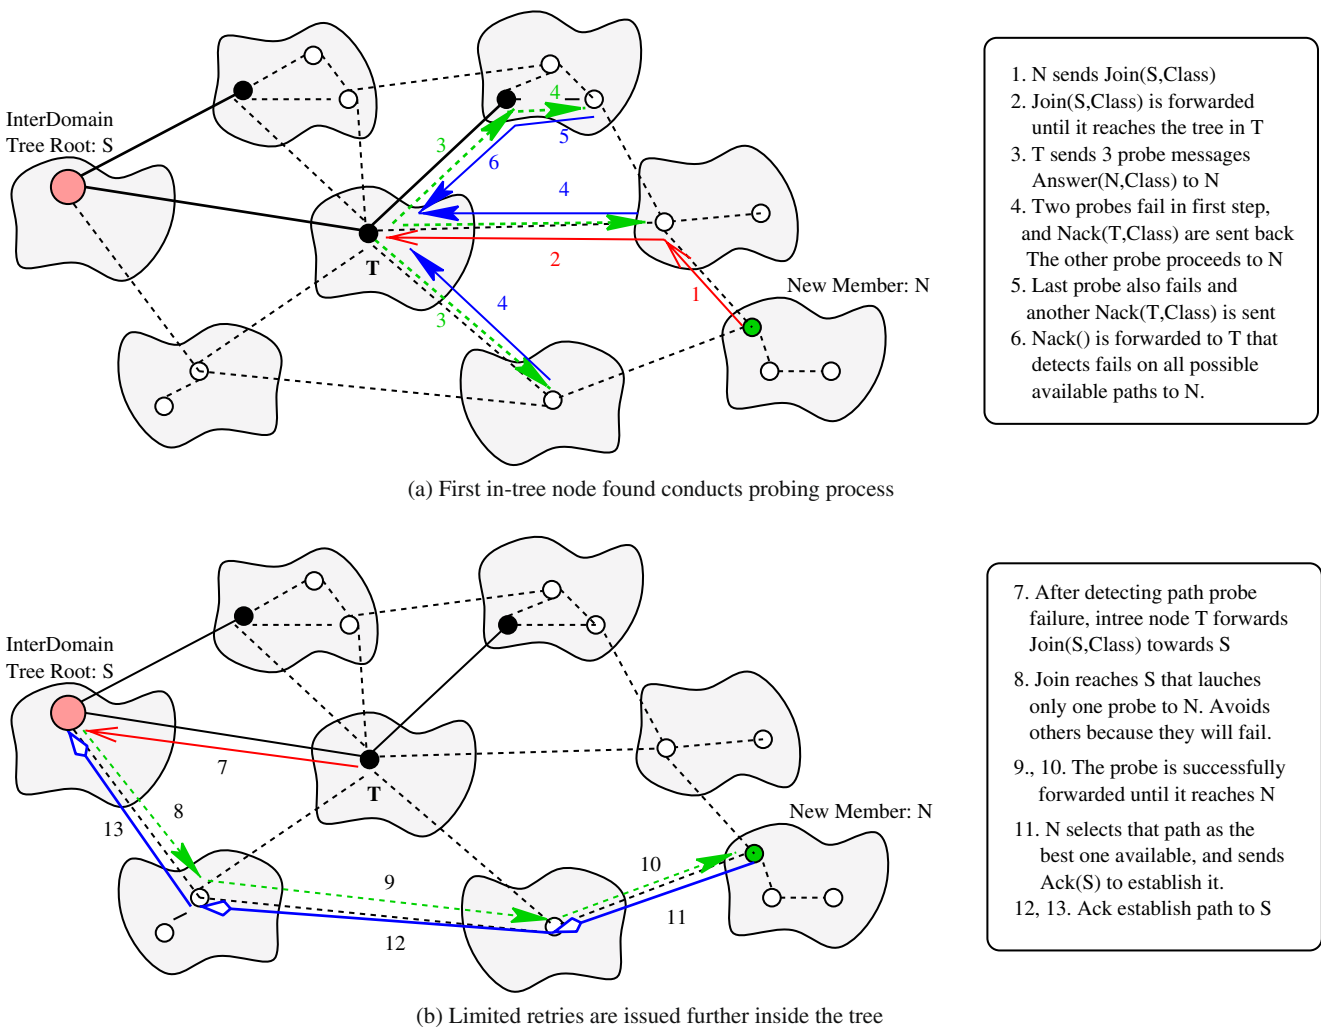 InterDomain
Tree Root: S
4
3
5
6
4
T
2
New Member: N
1
4
3
1. N sends Join(S,Class)
2. Join(S,Class) is forwarded
until it reaches the tree in T
3. T sends 3 probe messages
Answer(N,Class) to N
4. Two probes fail in first step,
and Nack(T,Class) are sent back
The other probe proceeds to N
5. Last probe also fails and
another Nack(T,Class) is sent
6. Nack() is forwarded to T that
detects fails on all possible
available paths to N.
(a) First in-tree node found conducts probing process
InterDomain
Tree Root: S
7
T
8
13
New Member: N
9
10
11
12
7. After detecting path probe
failure, intree node T forwards
Join(S,Class) towards S
8. Join reaches S that lauches
only one probe to N. Avoids
others because they will fail.
9., 10. The probe is successfully
forwarded until it reaches N
11. N selects that path as the
best one available, and sends
Ack(S) to establish it.
12, 13. Ack establish path to S
(b) Limited retries are issued further inside the tree